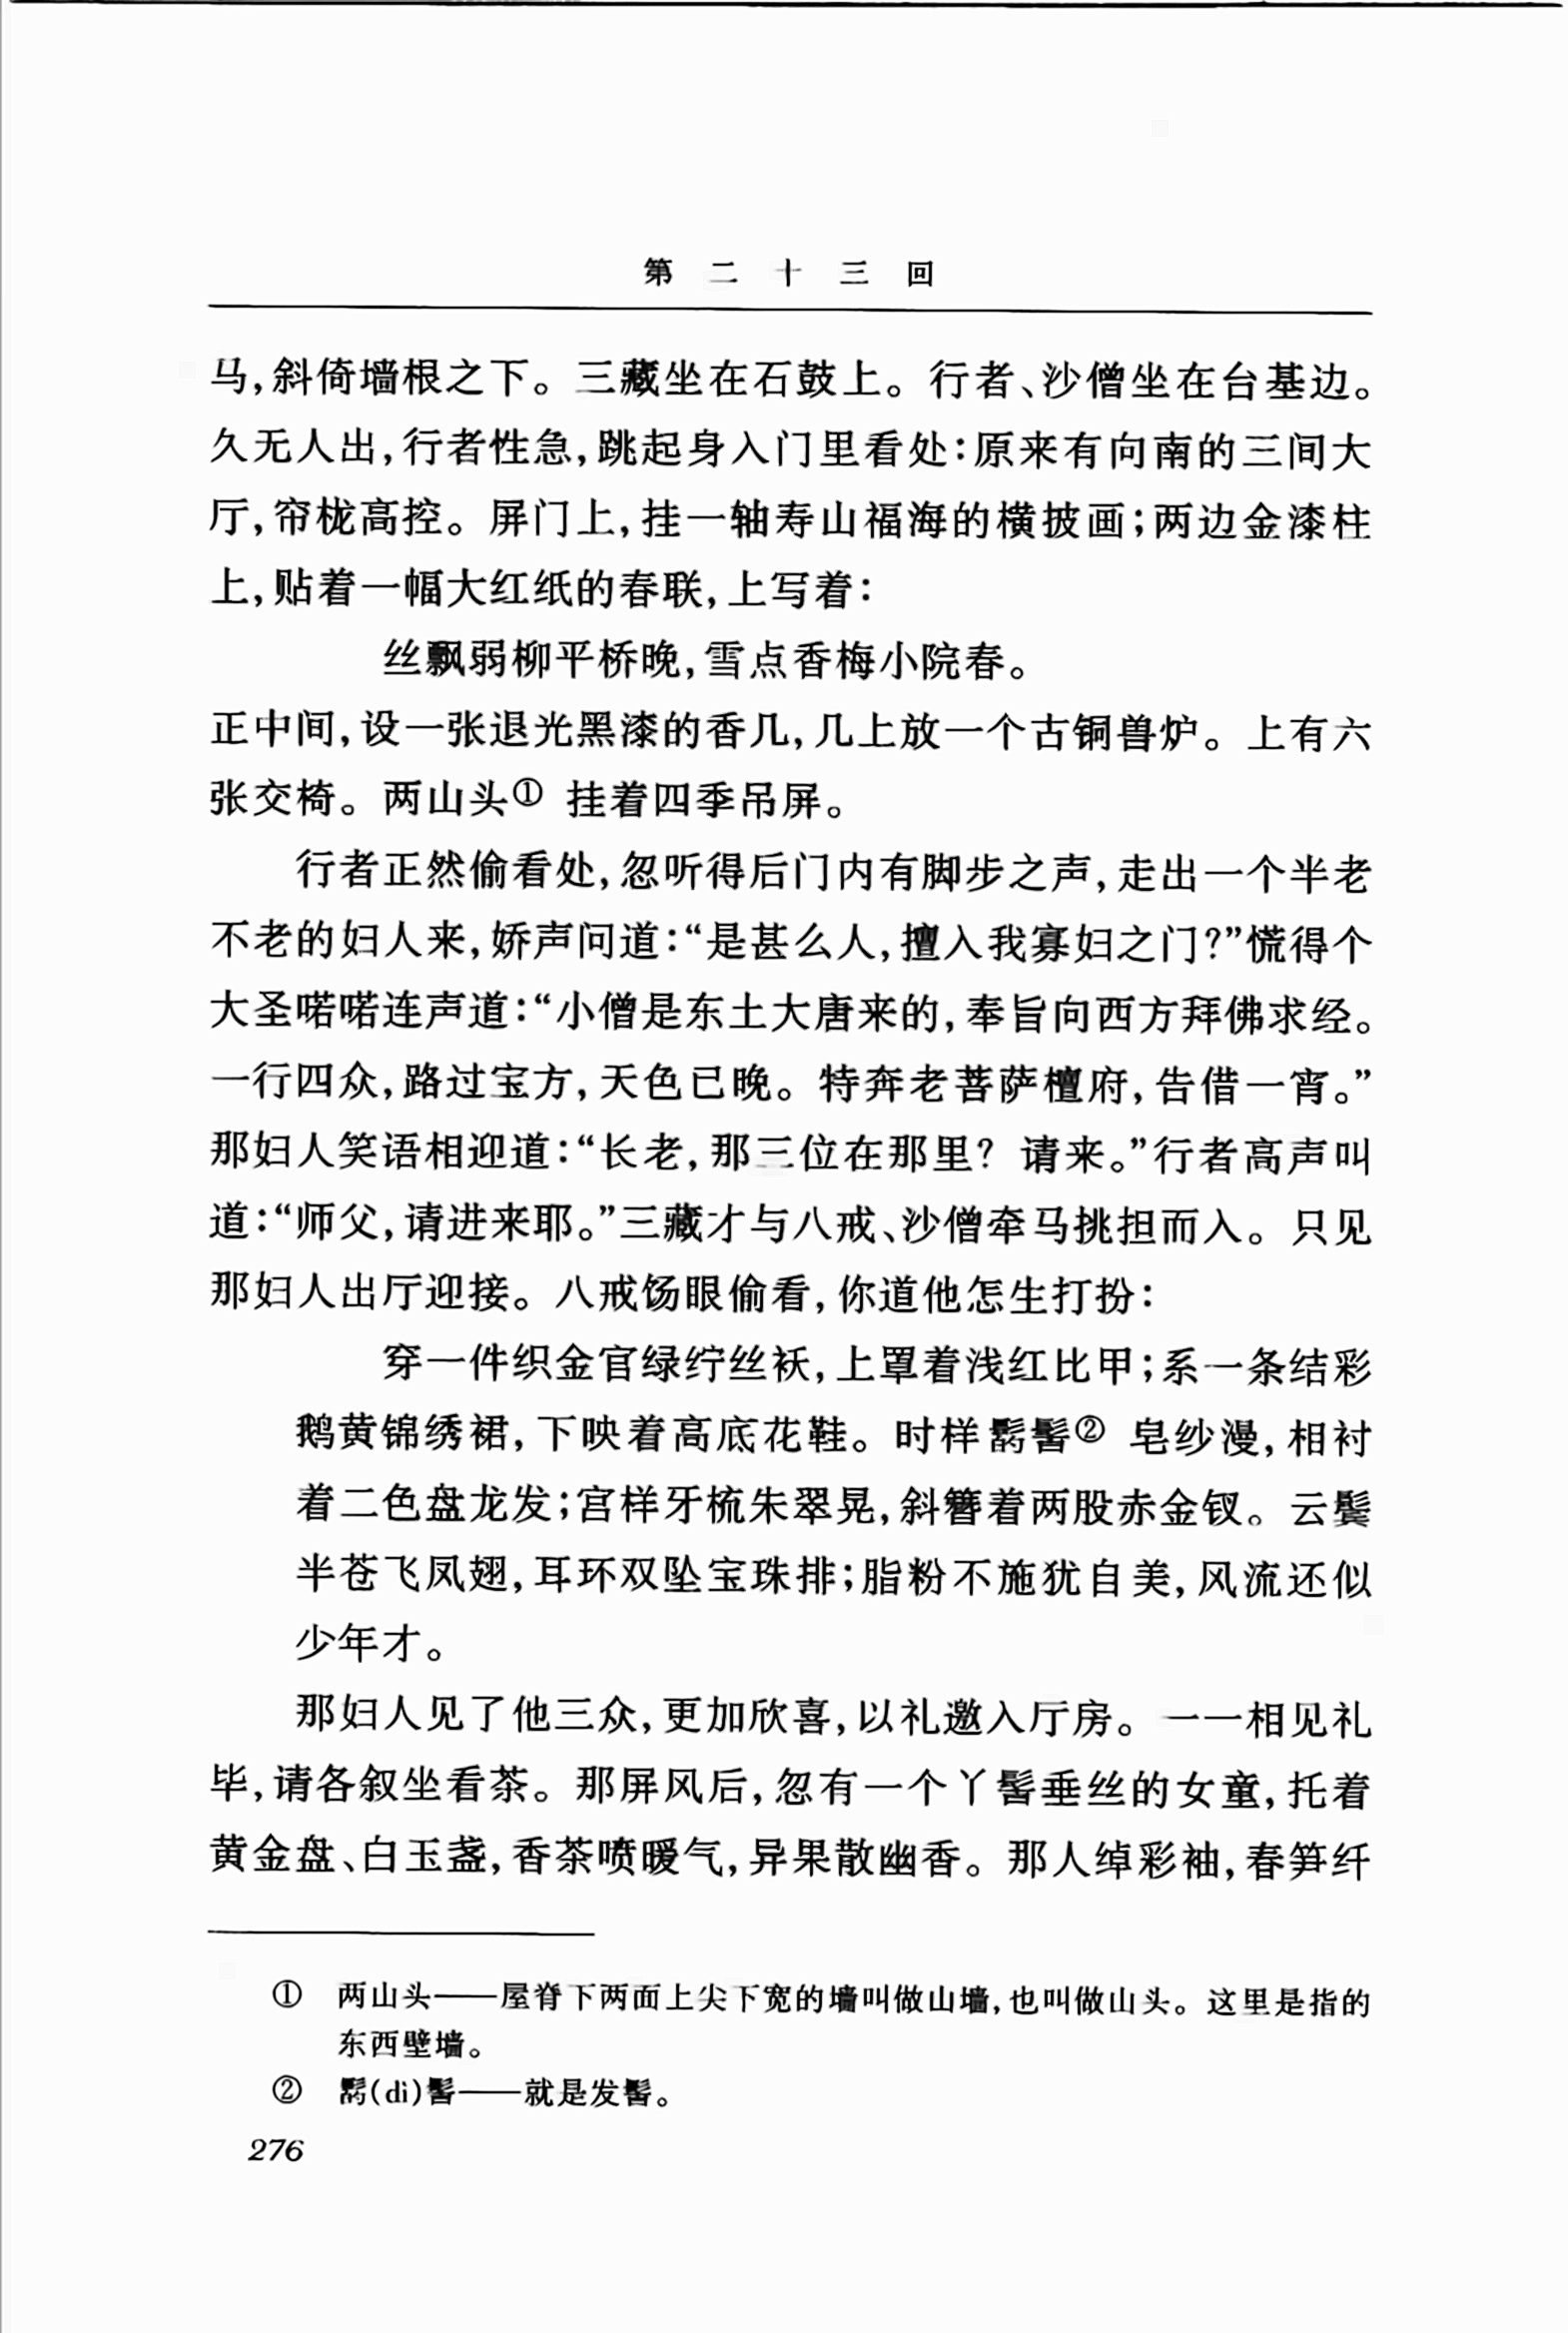 第二十三回
马,斜倚墙根之下。三藏坐在石鼓上。行者、沙僧坐在台基边。
久无人出,行者性急,跳起身入门里看处:原来有向南的三间大
厅,帘栊高控。屏门上,挂一轴寿山福海的横披画;两边金漆柱
上,贴着一幅大红纸的春联,上写着:
丝飘弱柳平桥晚,雪点香梅小院春。
正中间,设一张退光黑漆的香几,几上放一个古铜兽炉。上有六
张交椅。两山头① 挂着四季吊屏。
行者正然偷看处,忽听得后门内有脚步之声,走出一个半老
不老的妇人来,娇声问道:“是甚么人,擅入我寡妇之门?”慌得个
大圣喏喏连声道:“小僧是东土大唐来的,奉旨向西方拜佛求经。
一行四众,路过宝方,天色已晚。特奔老菩萨檀府,告借一宵。”
那妇人笑语相迎道:“长老,那三位在那里? 请来。”行者高声叫
道:“师父,请进来耶。”三藏才与八戒、沙僧牵马挑担而入。只见
那妇人出厅迎接。八戒饧眼偷看,你道他怎生打扮:
穿一件织金官绿纻丝袄,上罩着浅红比甲;系一条结彩
鹅黄锦绣裙,下映着高底花鞋。时样䯼髻② 皂纱漫,相衬
着二色盘龙发;宫样牙梳朱翠晃,斜簪着两股赤金钗。云鬓
半苍飞凤翅,耳环双坠宝珠排;脂粉不施犹自美,风流还似
少年才。
那妇人见了他三众,更加欣喜,以礼邀入厅房。一一相见礼
毕,请各叙坐看茶。那屏风后,忽有一个丫髻垂丝的女童,托着
黄金盘、白玉盏,香茶喷暖气,异果散幽香。那人绰彩袖,春笋纤
① 两山头——屋脊下两面上尖下宽的墙叫做山墙,也叫做山头。这里是指的
东西壁墙。
② 䯼(dì)髻——就是发髻。
276